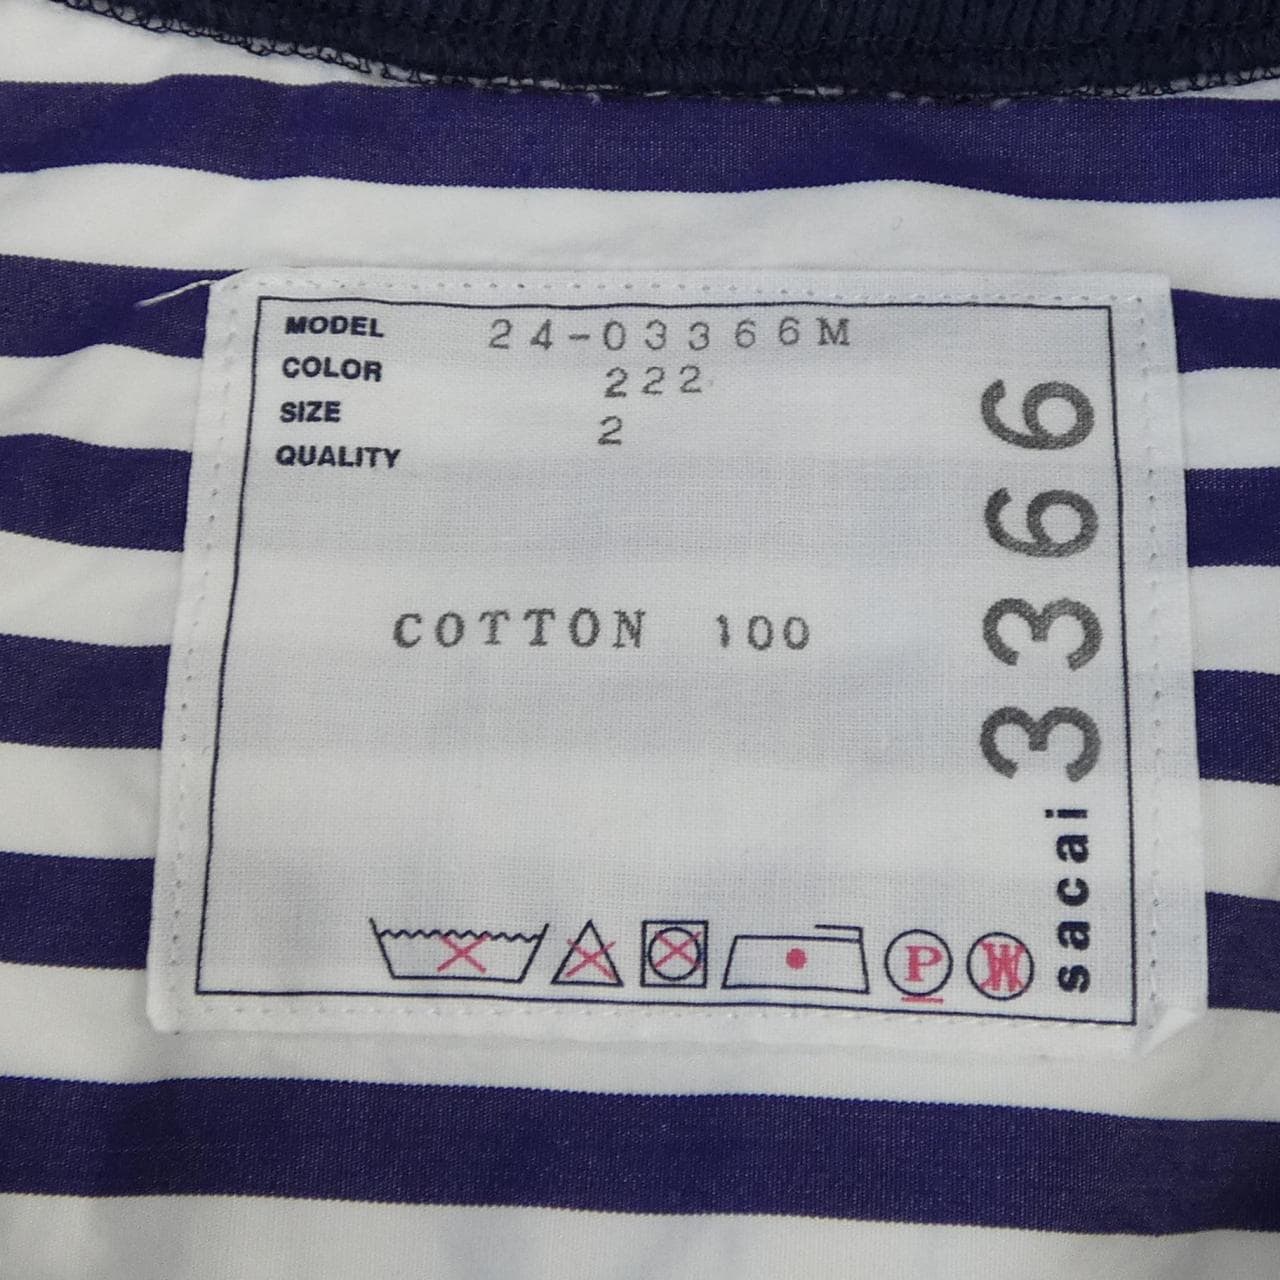 MODEL 24-03366M
COLOR 222
SIZE 2
QUALITY
COTTON 100
sacai 3366
P
W